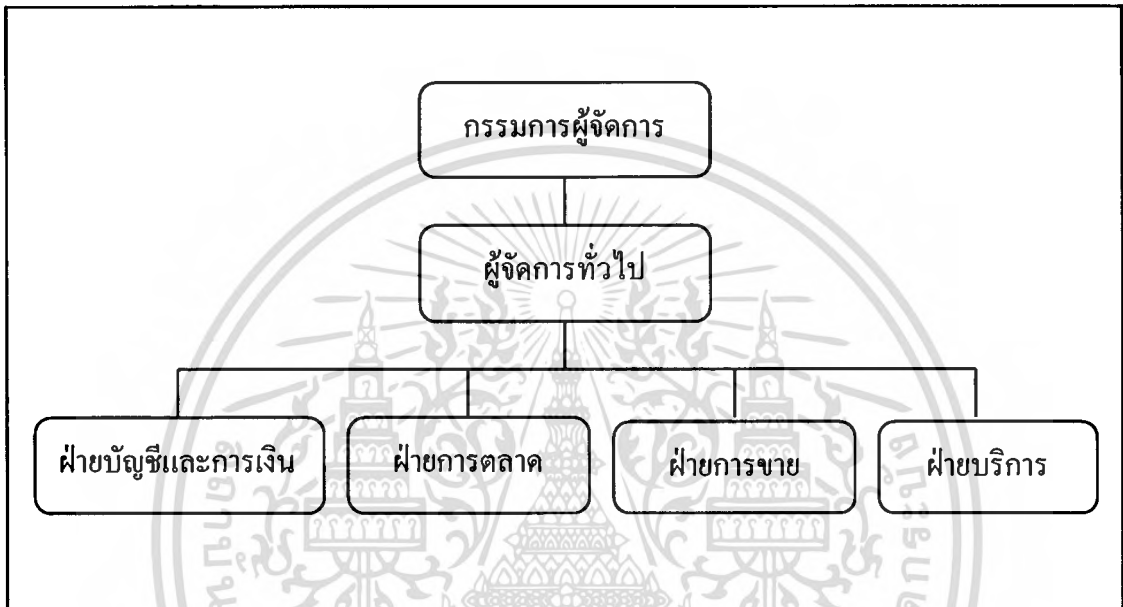 กรรมการผู้จัดการ
ผู้จัดการทั่วไป
ฝ่ายบัญชีและการเงิน
ฝ่ายการตลาด
ฝ่ายการขาย
ฝ่ายบริการ